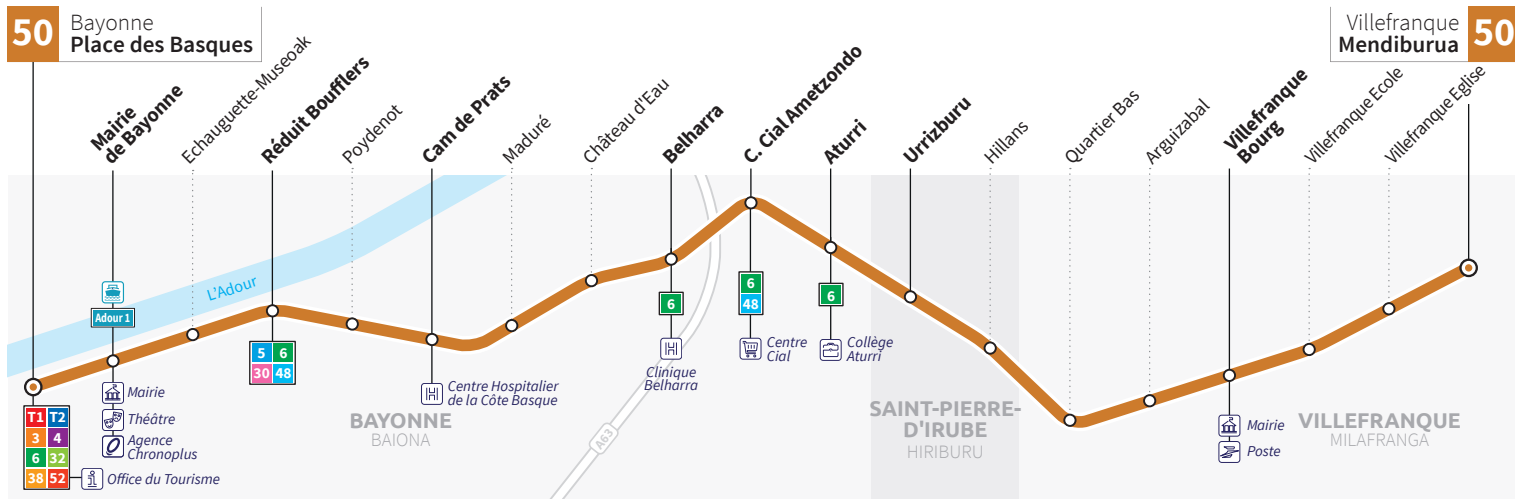 50
Bayonne
Place des Basques
Villefranque
Mendiburua
50
Mairie
de Bayonne
Echauguette-Museoak
Réduit Boufflers
Poydenot
Cam de Prats
Maduré
Château d'Eau
Belharra
C. Cial Ametzondo
Aturri
Urrizburu
Hillans
Quartier Bas
Arguizabal
Villefranque
Bourg
Villefranque Ecole
Villefranque Eglise
L'Adour
Adour 1
5 6
30 48
6
6
48
6
Centre
Cial
Collège
Aturri
Clinique
Belharra
Mairie
Théâtre
Agence
Chronoplus
Office du Tourisme
T1 T2
3 4
6 32
38 52
Centre Hospitalier
de la Côte Basque
BAYONNE
BAIONA
A63
SAINT-PIERRE-
D'IRUBE
HIRIBURU
Mairie
Poste
VILLEFRANQUE
MILAFRANGA